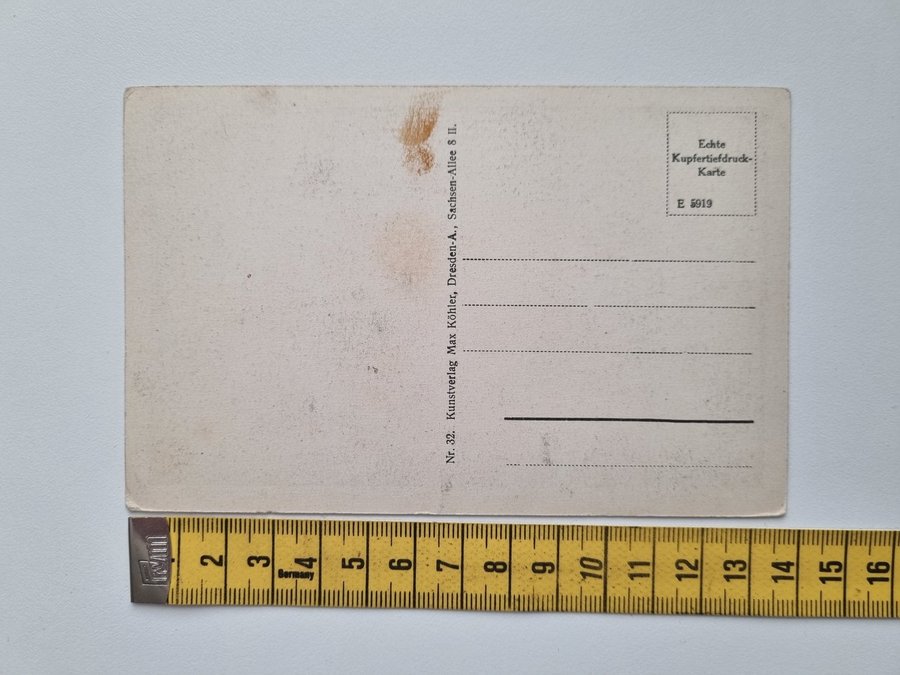 Echte
Kupfertiefdruck-
Karte
E 5919
Nr. 32. Kunstverlag Max Köhler, Dresden-A., Sachsen-Allee 8 II.
2 3 4 5 6 7 8 9 10 11 12 13 14 15 16
Germany